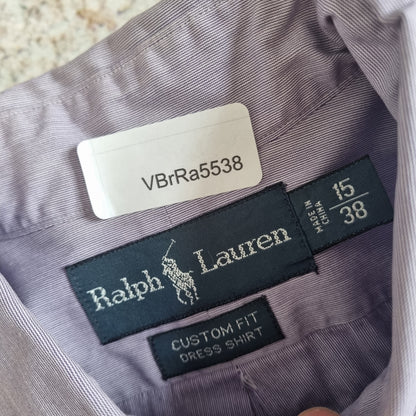 VBrRa5538
Ralph Lauren
15
38
MADE IN
CHINA
CUSTOM FIT
DRESS SHIRT